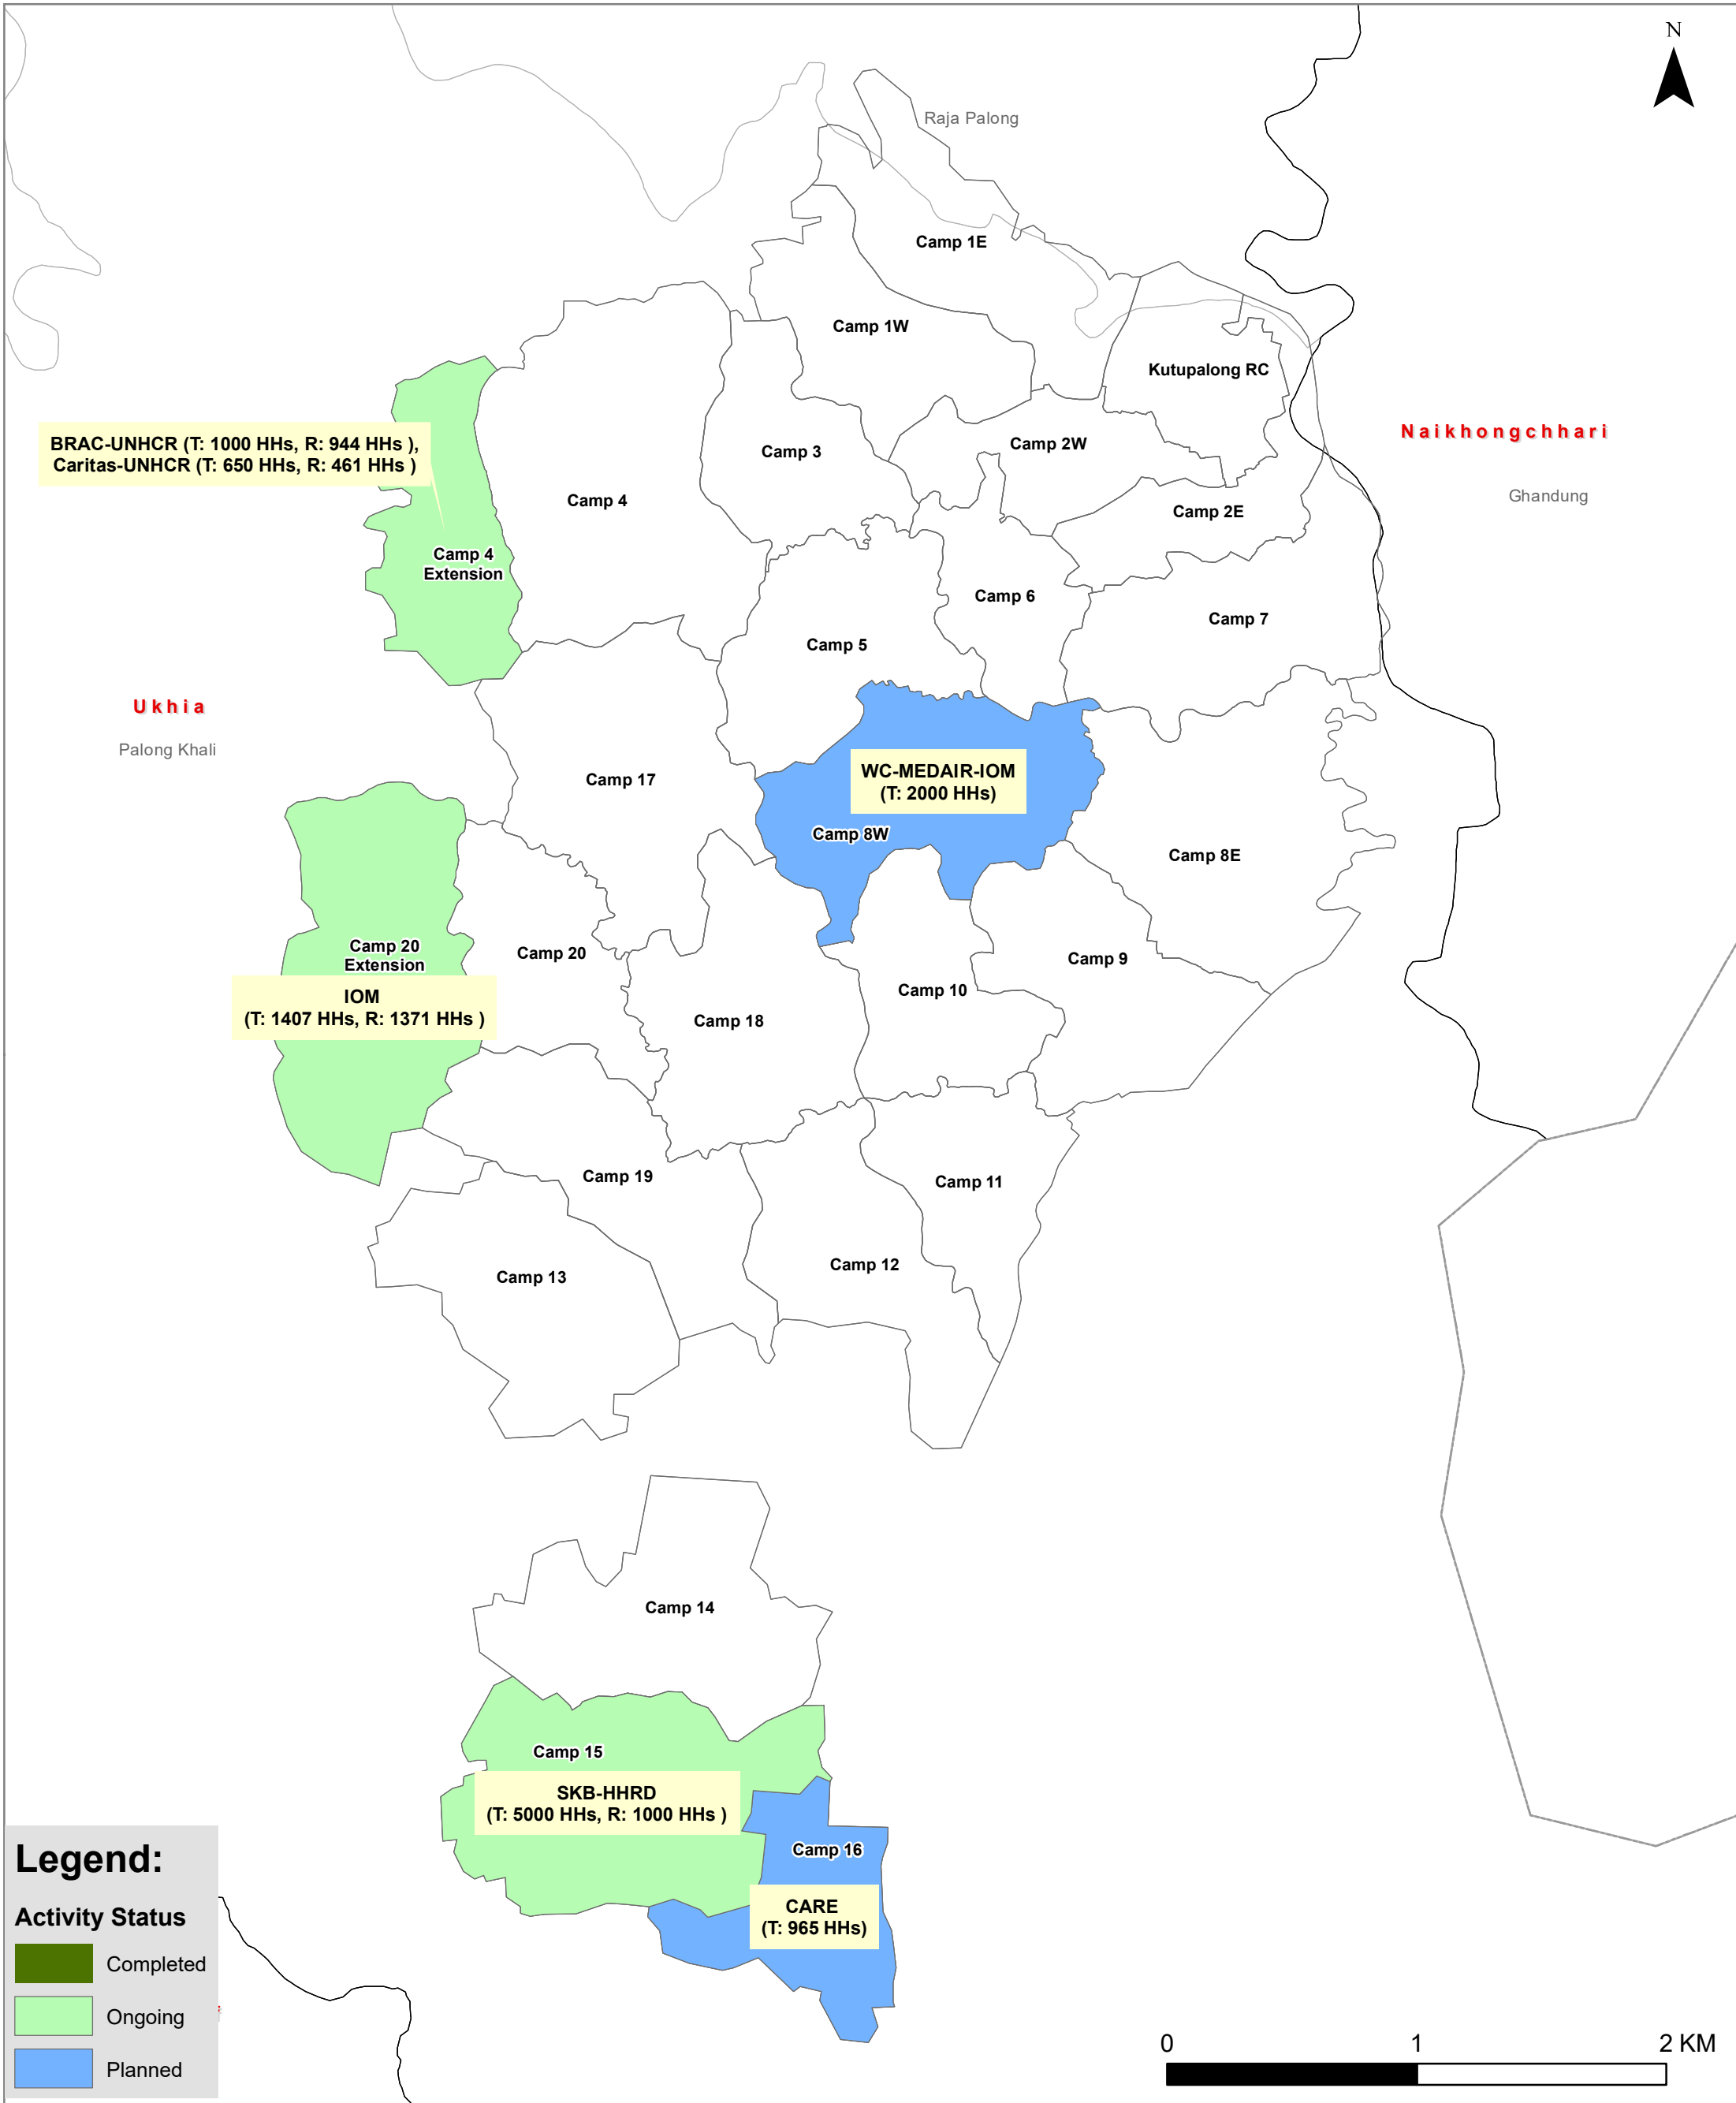 N
Raja Palong
Camp 1E
Camp 1W
Kutupalong RC
Naikhongchhari
BRAC-UNHCR (T: 1000 HHs, R: 944 HHs ),
Caritas-UNHCR (T: 650 HHs, R: 461 HHs )
Camp 3
Camp 2W
Camp 4
Ghandung
Camp 2E
Camp 4
Extension
Camp 6
Camp 7
Camp 5
Ukhia
Palong Khali
Camp 17
WC-MEDAIR-IOM
(T: 2000 HHs)
Camp 8W
Camp 8E
Camp 20
Extension
Camp 20
Camp 9
IOM
(T: 1407 HHs, R: 1371 HHs )
Camp 10
Camp 18
Camp 19
Camp 11
Camp 12
Camp 13
Camp 14
Camp 15
SKB-HHRD
(T: 5000 HHs, R: 1000 HHs )
Camp 16
CARE
(T: 965 HHs)
Legend:
Activity Status
Completed
Ongoing
Planned
0 1 2 KM